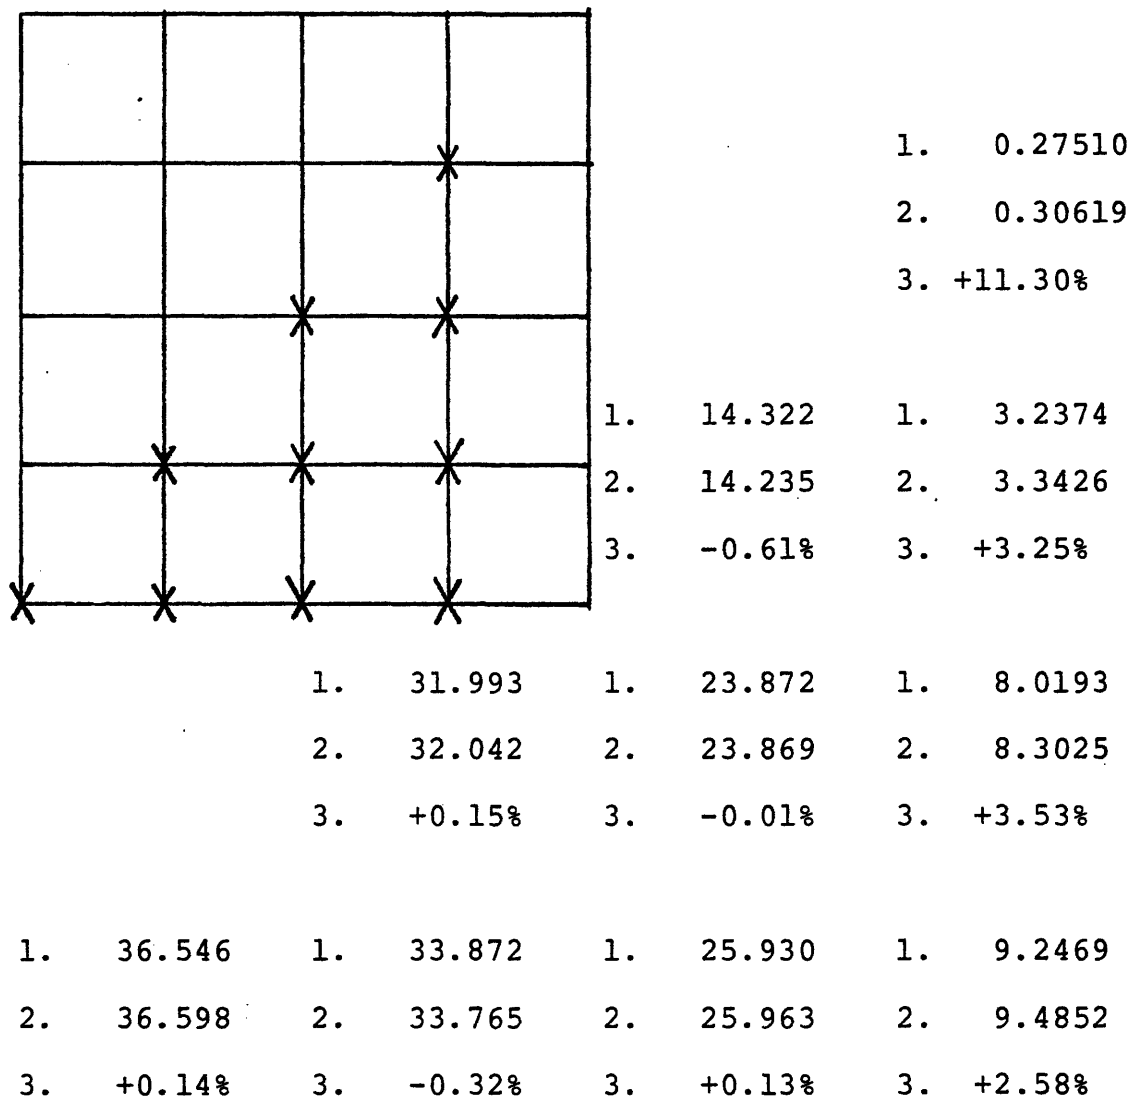 1. 0.27510
2. 0.30619
3. +11.30%
1. 14.322 1. 3.2374
2. 14.235 2. 3.3426
3. -0.61% 3. +3.25%
1. 31.993 1. 23.872 1. 8.0193
2. 32.042 2. 23.869 2. 8.3025
3. +0.15% 3. -0.01% 3. +3.53%
1. 36.546 1. 33.872 1. 25.930 1. 9.2469
2. 36.598 2. 33.765 2. 25.963 2. 9.4852
3. +0.14% 3. -0.32% 3. +0.13% 3. +2.58%